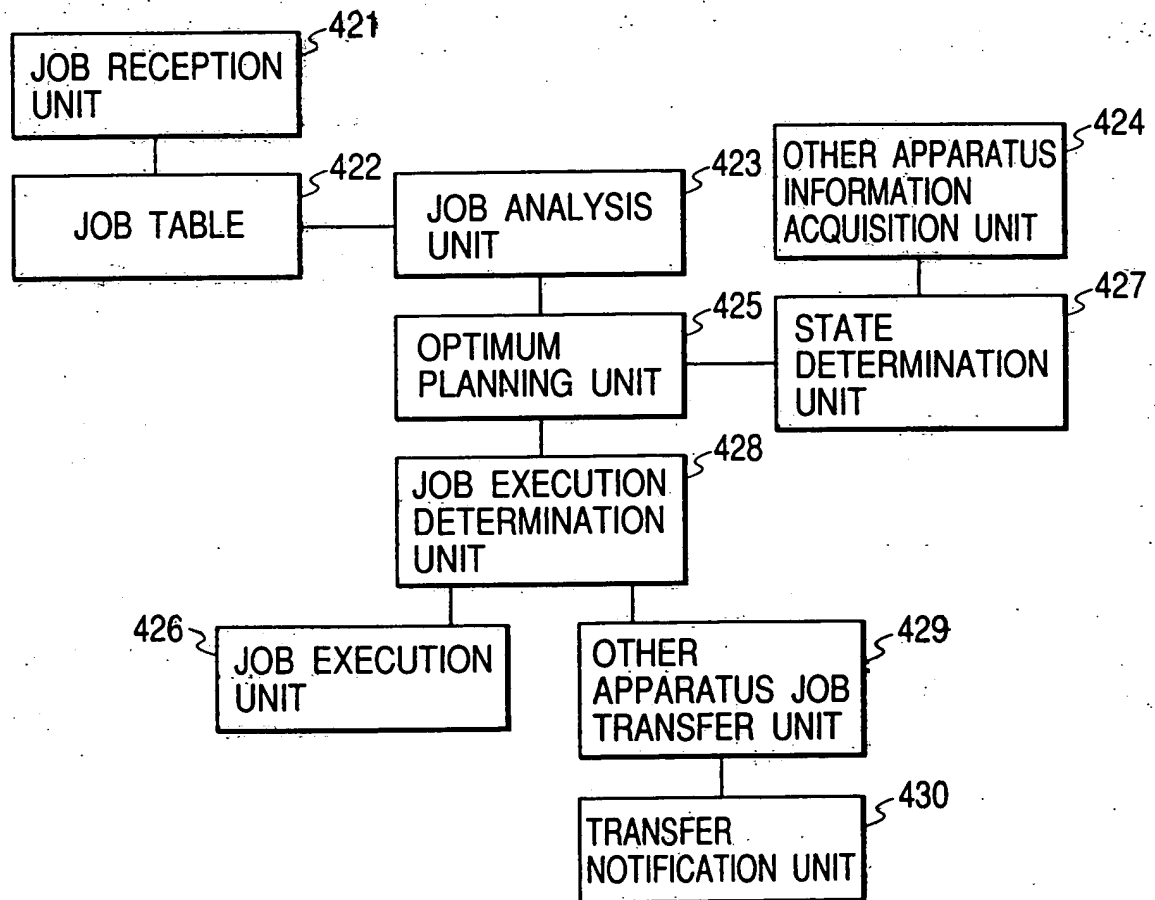 421
JOB RECEPTION
UNIT
422
JOB TABLE
423
JOB ANALYSIS
UNIT
424
OTHER APPARATUS
INFORMATION
ACQUISITION UNIT
425
OPTIMUM
PLANNING UNIT
427
STATE
DETERMINATION
UNIT
428
JOB EXECUTION
DETERMINATION
UNIT
426
JOB EXECUTION
UNIT
429
OTHER
APPARATUS JOB
TRANSFER UNIT
430
TRANSFER
NOTIFICATION UNIT